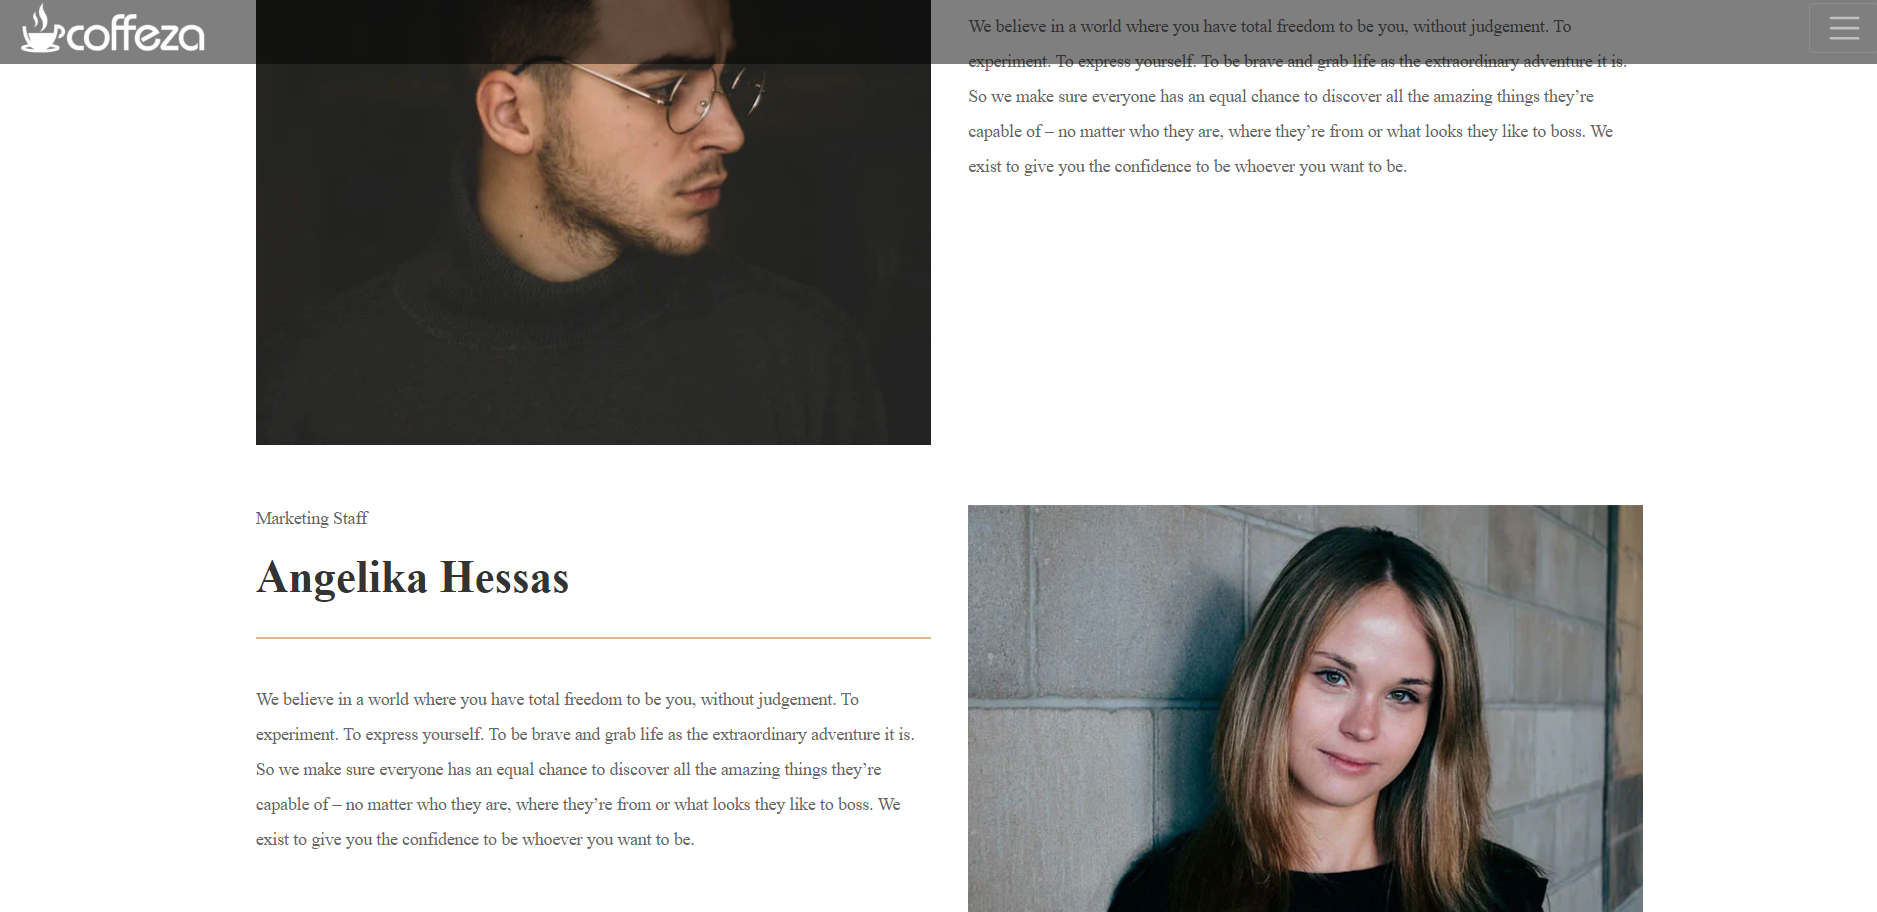 coffeza
We believe in a world where you have total freedom to be you, without judgement. To
experiment. To express yourself. To be brave and grab life as the extraordinary adventure it is.
So we make sure everyone has an equal chance to discover all the amazing things they’re
capable of – no matter who they are, where they’re from or what looks they like to boss. We
exist to give you the confidence to be whoever you want to be.
Marketing Staff
Angelika Hessas
We believe in a world where you have total freedom to be you, without judgement. To
experiment. To express yourself. To be brave and grab life as the extraordinary adventure it is.
So we make sure everyone has an equal chance to discover all the amazing things they’re
capable of – no matter who they are, where they’re from or what looks they like to boss. We
exist to give you the confidence to be whoever you want to be.